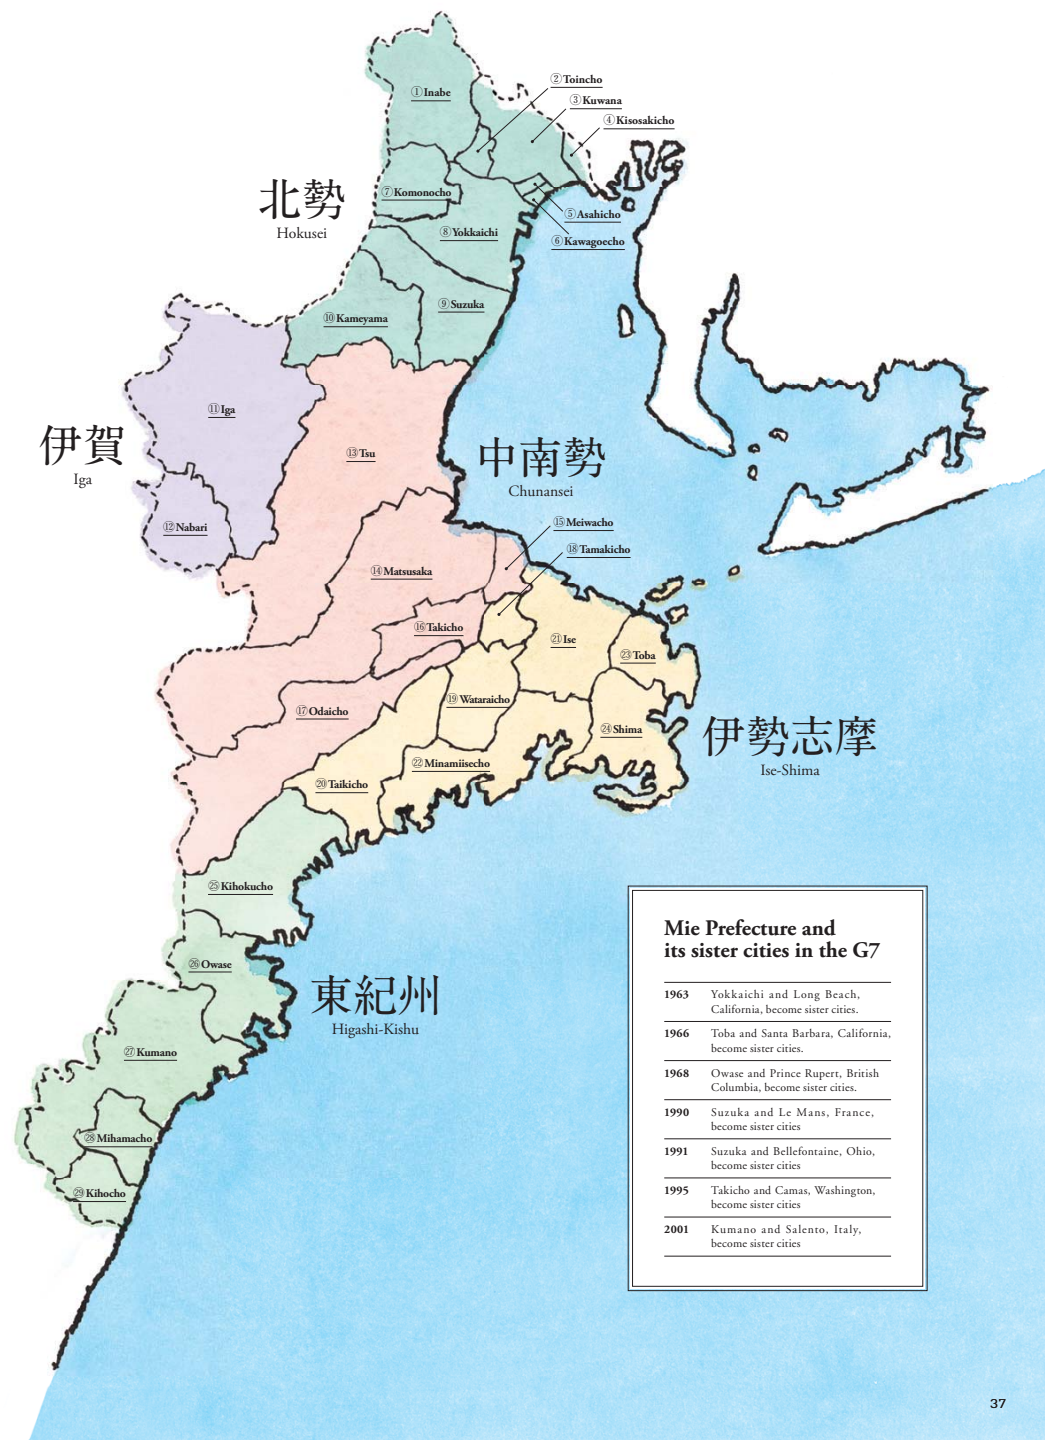 ①Inabe
②Toincho
③Kuwana
④Kisosakicho
北勢
Hokusei
⑦Komonocho
⑤Asahicho
⑧Yokkaichi
⑥Kawagoecho
⑨Suzuka
⑩Kameyama
⑪Iga
伊賀
Iga
⑬Tsu
中南勢
Chunansei
⑫Nabari
⑮Meiwacho
⑱Tamakicho
⑭Matsusaka
⑯Takicho
㉑Ise
㉓Toba
⑲Wataraicho
⑰Odaicho
㉔Shima
伊勢志摩
Ise-Shima
㉒Minamiisecho
⑳Taikicho
㉕Kihokucho
㉖Owase
東紀州
Higashi-Kishu
㉗Kumano
㉘Mihamacho
㉙Kihocho
Mie Prefecture and
its sister cities in the G7
1963 Yokkaichi and Long Beach,
California, become sister cities.
1966 Toba and Santa Barbara, California,
become sister cities.
1968 Owase and Prince Rupert, British
Columbia, become sister cities.
1990 Suzuka and Le Mans, France,
become sister cities
1991 Suzuka and Bellefontaine, Ohio,
become sister cities
1995 Takicho and Camas, Washington,
become sister cities
2001 Kumano and Salento, Italy,
become sister cities
37